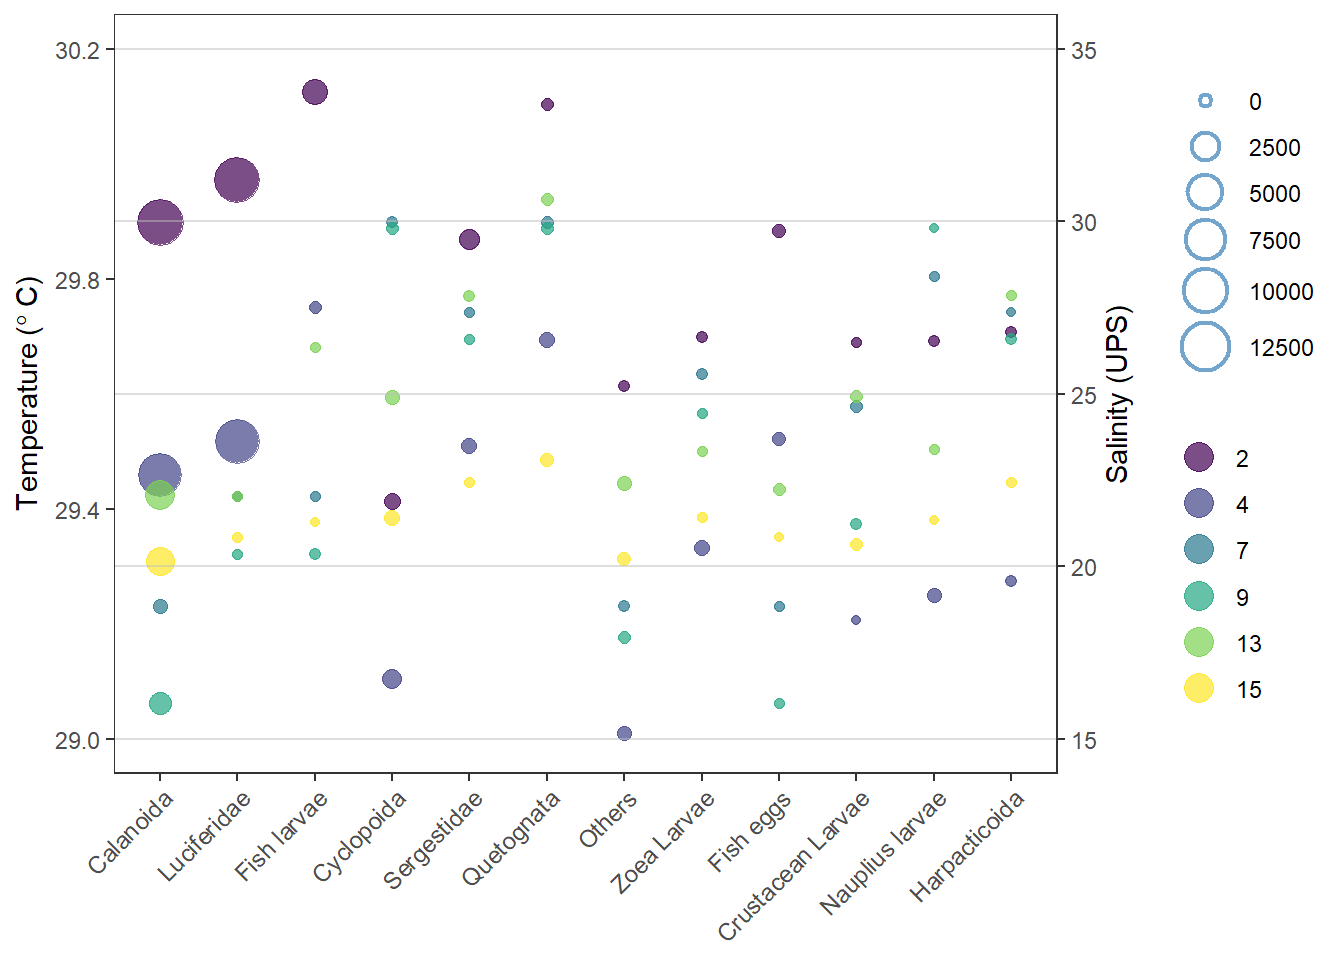 30.2
29.8
29.4
29.0
Temperature (° C)
35
30
25
20
15
Salinity (UPS)
Calanoida
Luciferidae
Fish larvae
Cyclopoida
Sergestidae
Quetognata
Others
Zoea Larvae
Fish eggs
Crustacean Larvae
Nauplius larvae
Harpacticoida
0
2500
5000
7500
10000
12500
2
4
7
9
13
15